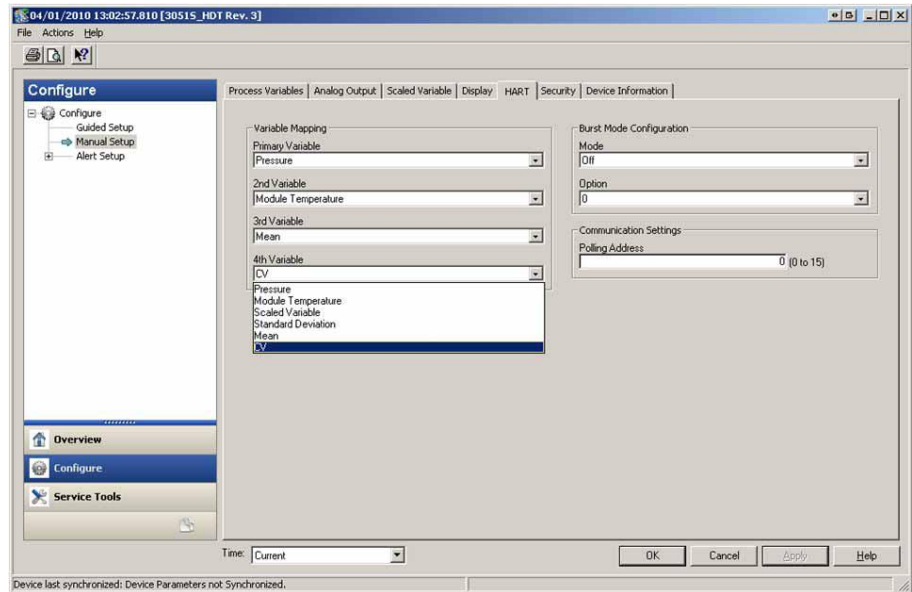 04/01/2010 13:02:57.810 [3051S_HDT Rev. 3]
File Actions Help
Configure
Configure
Guided Setup
Manual Setup
Alert Setup
Overview
Configure
Service Tools
Process Variables Analog Output Scaled Variable Display HART Security Device Information
Variable Mapping
Primary Variable
Pressure
2nd Variable
Module Temperature
3rd Variable
Mean
4th Variable
CV
Pressure
Module Temperature
Scaled Variable
Standard Deviation
Mean
CV
Burst Mode Configuration
Mode
Off
Option
0
Communication Settings
Polling Address
0 (0 to 15)
Time: Current
OK Cancel Apply Help
Device last synchronized: Device Parameters not Synchronized.